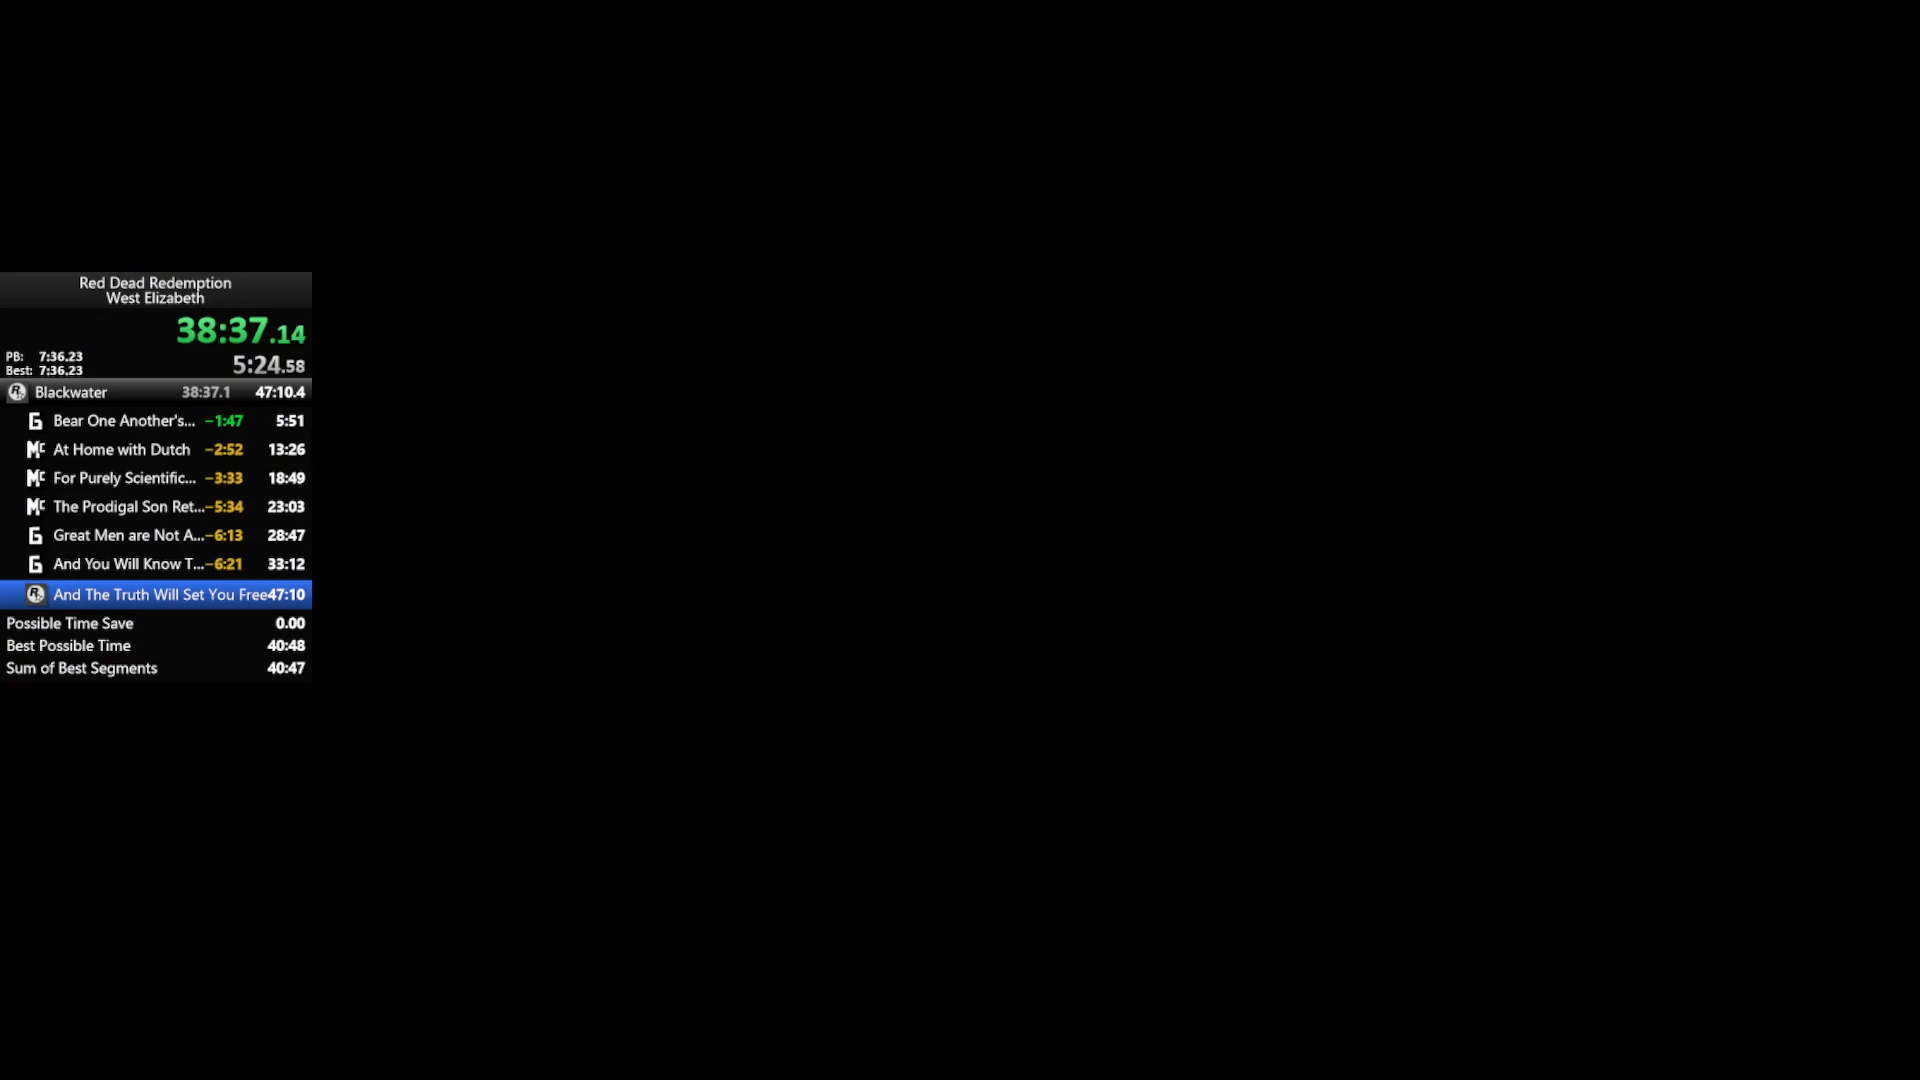 Red Dead Redemption
West Elizabeth
38:37.14
PB: 7:36.23
5:24.58
Best: 7:36.23
Blackwater 38:37.1 47:10.4
G Bear One Another's... −1:47 5:51
Mc At Home with Dutch −2:52 13:26
Mc For Purely Scientific... −3:33 18:49
Mc The Prodigal Son Ret... −5:34 23:03
G Great Men are Not A... −6:13 28:47
G And You Will Know T... −6:21 33:12
R And The Truth Will Set You Free 47:10
Possible Time Save 0.00
Best Possible Time 40:48
Sum of Best Segments 40:47